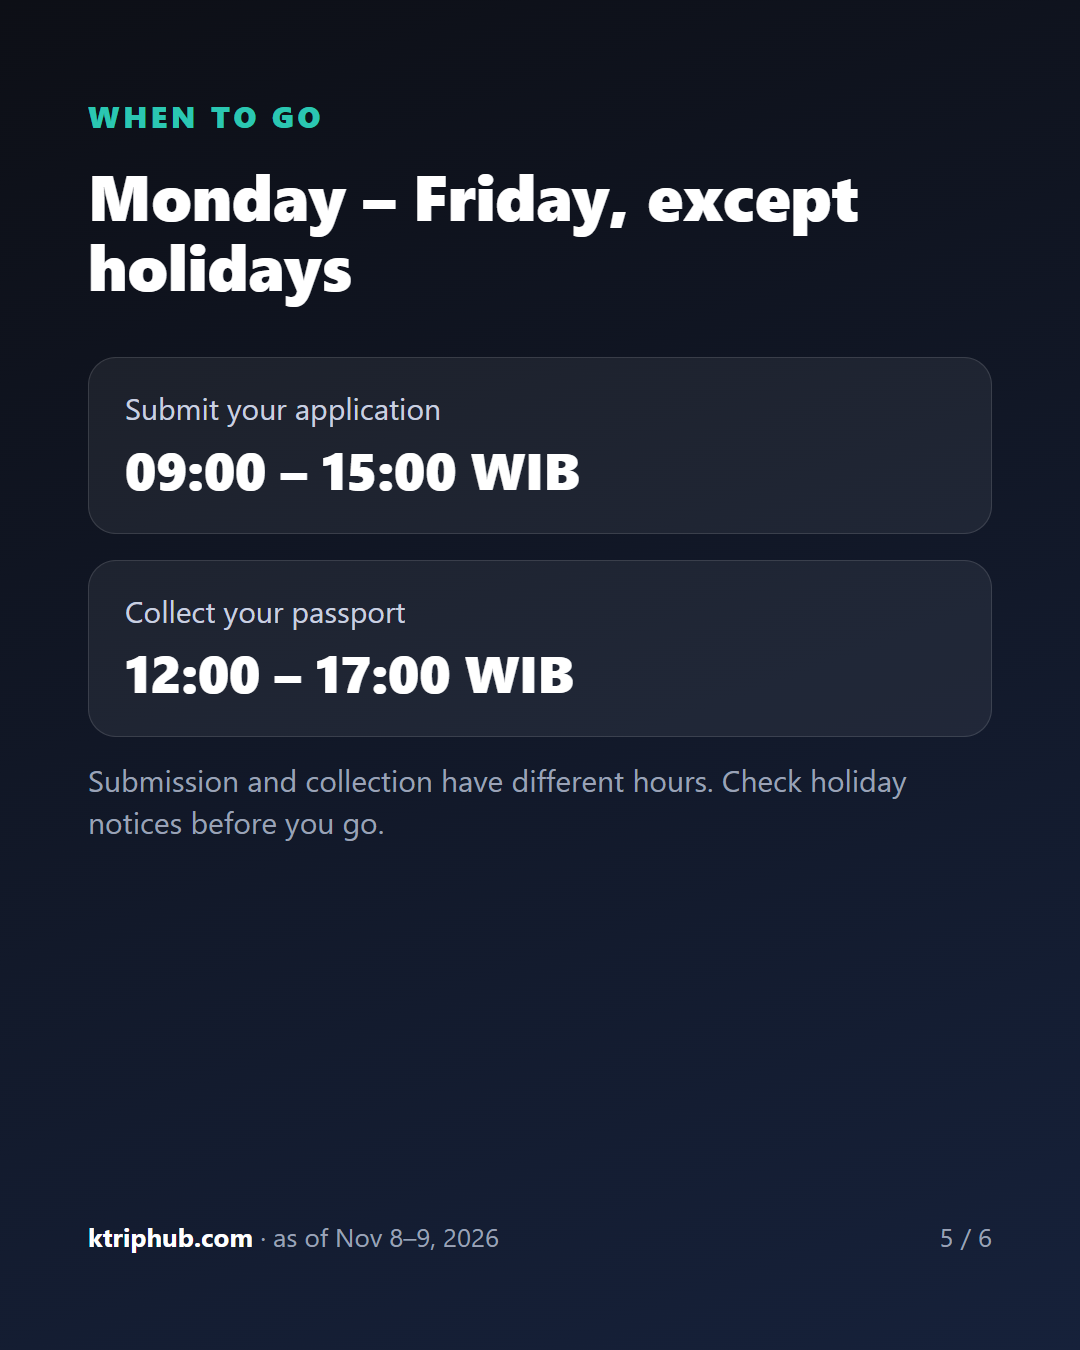 WHEN TO GO
Monday – Friday, except
holidays
Submit your application
09:00 – 15:00 WIB
Collect your passport
12:00 – 17:00 WIB
Submission and collection have different hours. Check holiday
notices before you go.
ktriphub.com · as of Nov 8–9, 2026
5 / 6